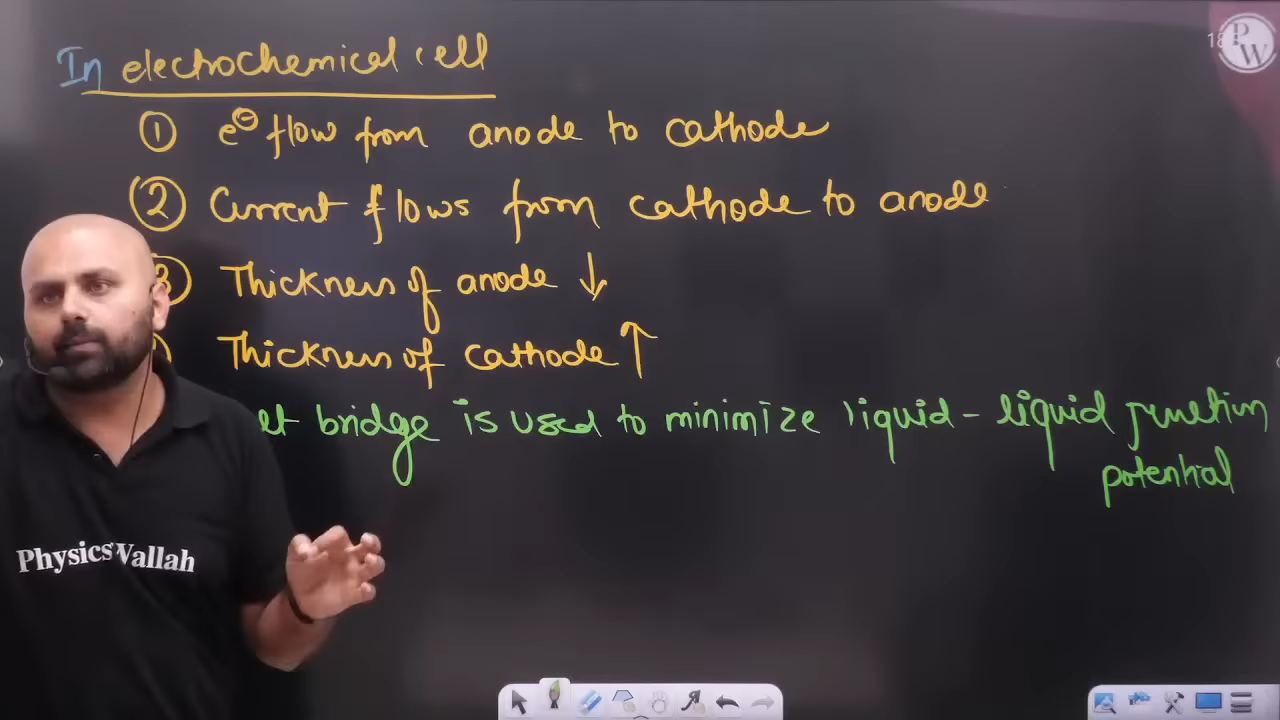 In electrochemical cell
① e⊖ flow from anode to cathode
② Current flows from cathode to anode
Thickness of anode ↓
Thickness of cathode ↑
bridge is used to minimize liquid - liquid junction
potential
Physics Wallah
PW